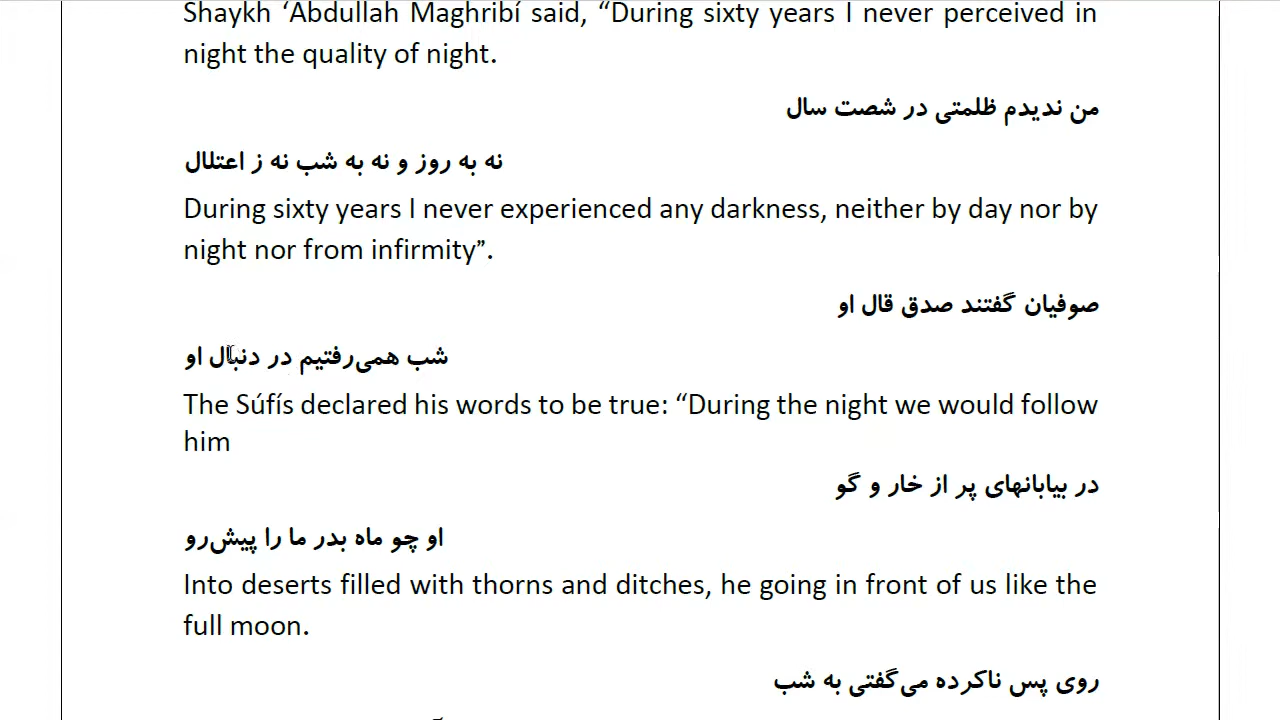 Shaykh ‘Abdullah Maghribí said, “During sixty years I never perceived in
night the quality of night.
من ندیدم ظلمتی در شصت سال
نه به روز و نه به شب نه ز اعتلال
During sixty years I never experienced any darkness, neither by day nor by
night nor from infirmity”.
صوفیان گفتند صدق قال او
شب همی‌رفتیم در دنبال او
The Súfís declared his words to be true: “During the night we would follow
him
در بیابانهای پر از خار و گو
او چو ماه بدر ما را پیش‌رو
Into deserts filled with thorns and ditches, he going in front of us like the
full moon.
روی پس ناکرده می‌گفتی به شب